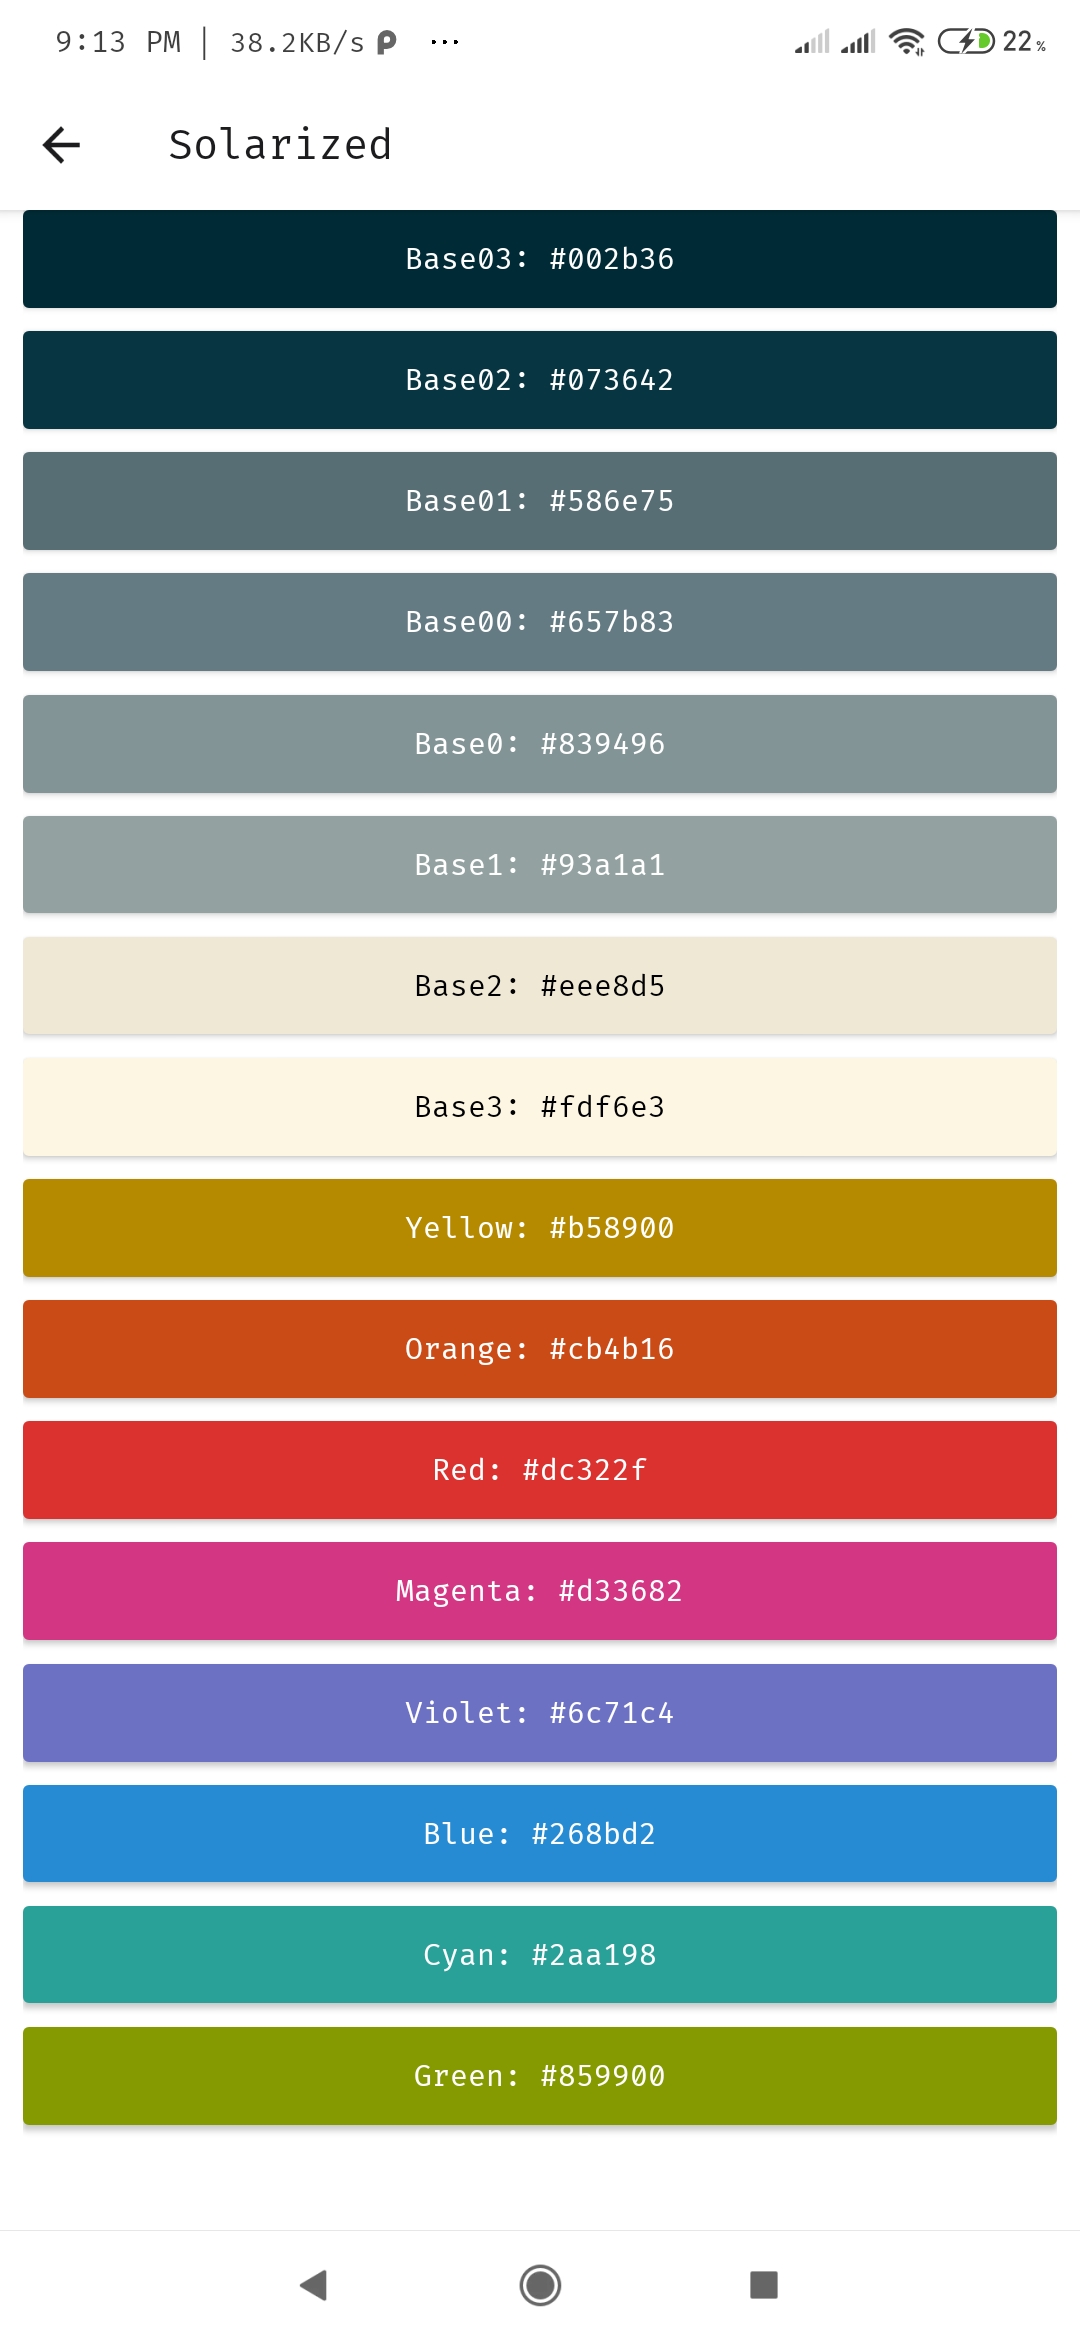 9:13 PM | 38.2KB/s ...
22%
Solarized
Base03: #002b36
Base02: #073642
Base01: #586e75
Base00: #657b83
Base0: #839496
Base1: #93a1a1
Base2: #eee8d5
Base3: #fdf6e3
Yellow: #b58900
Orange: #cb4b16
Red: #dc322f
Magenta: #d33682
Violet: #6c71c4
Blue: #268bd2
Cyan: #2aa198
Green: #859900